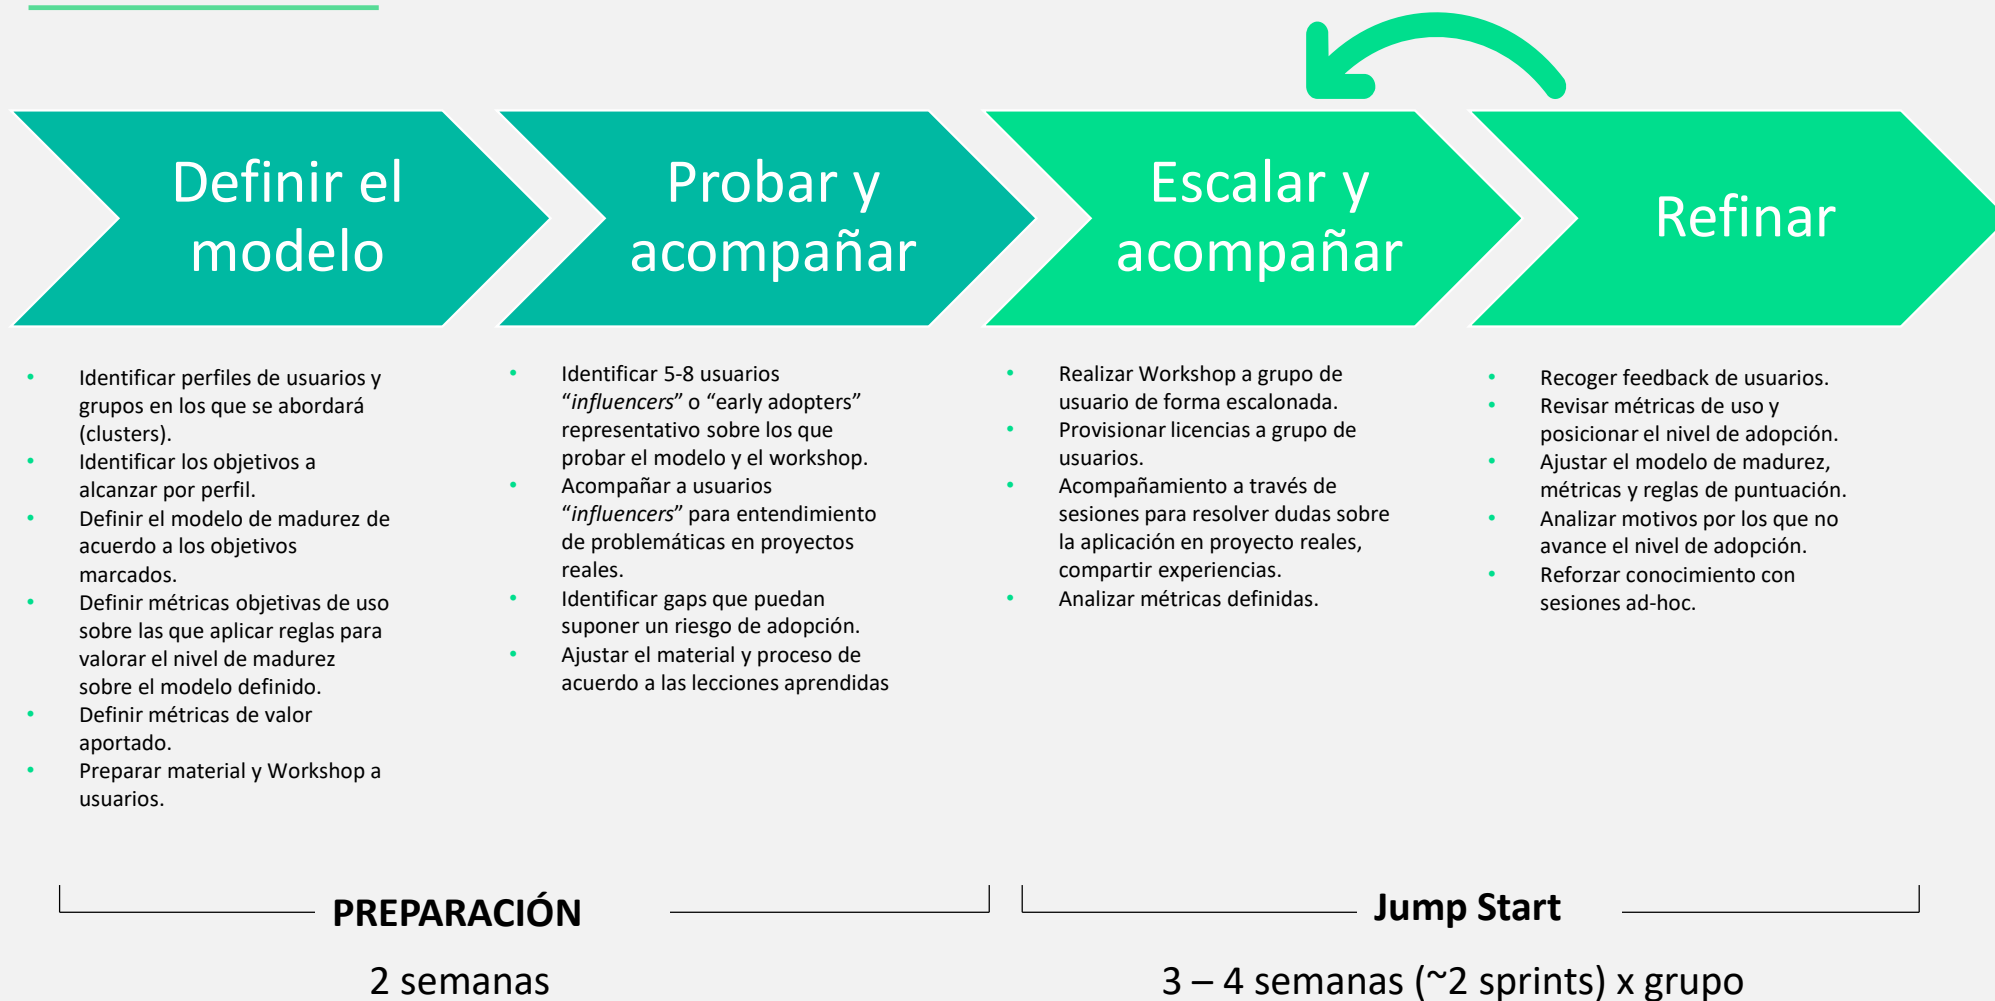 Definir el
modelo
Probar y
acompañar
Escalar y
acompañar
Refinar
• Identificar perfiles de usuarios y
grupos en los que se abordará
(clusters).
• Identificar los objetivos a
alcanzar por perfil.
• Definir el modelo de madurez de
acuerdo a los objetivos
marcados.
• Definir métricas objetivas de uso
sobre las que aplicar reglas para
valorar el nivel de madurez
sobre el modelo definido.
• Definir métricas de valor
aportado.
• Preparar material y Workshop a
usuarios.
• Identificar 5-8 usuarios
“influencers” o “early adopters”
representativo sobre los que
probar el modelo y el workshop.
• Acompañar a usuarios
“influencers” para entendimiento
de problemáticas en proyectos
reales.
• Identificar gaps que puedan
suponer un riesgo de adopción.
• Ajustar el material y proceso de
acuerdo a las lecciones aprendidas
• Realizar Workshop a grupo de
usuario de forma escalonada.
• Provisionar licencias a grupo de
usuarios.
• Acompañamiento a través de
sesiones para resolver dudas sobre
la aplicación en proyecto reales,
compartir experiencias.
• Analizar métricas definidas.
• Recoger feedback de usuarios.
• Revisar métricas de uso y
posicionar el nivel de adopción.
• Ajustar el modelo de madurez,
métricas y reglas de puntuación.
• Analizar motivos por los que no
avance el nivel de adopción.
• Reforzar conocimiento con
sesiones ad-hoc.
PREPARACIÓN
2 semanas
Jump Start
3 – 4 semanas (~2 sprints) x grupo